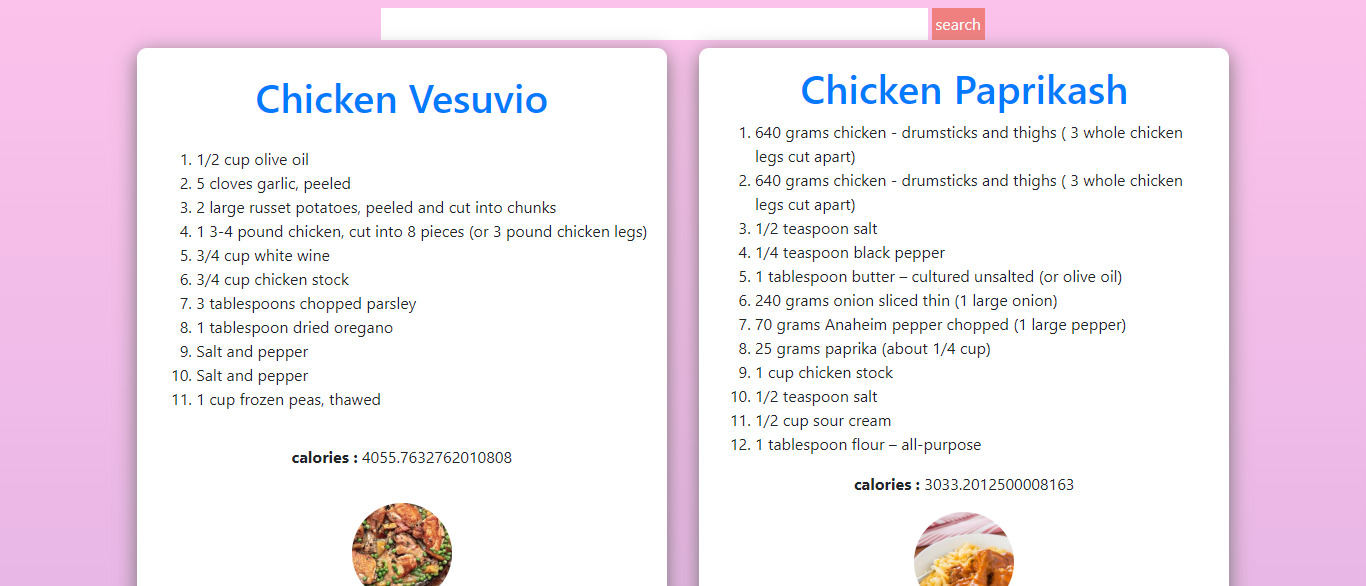 search
Chicken Vesuvio
1. 1/2 cup olive oil
2. 5 cloves garlic, peeled
3. 2 large russet potatoes, peeled and cut into chunks
4. 1 3-4 pound chicken, cut into 8 pieces (or 3 pound chicken legs)
5. 3/4 cup white wine
6. 3/4 cup chicken stock
7. 3 tablespoons chopped parsley
8. 1 tablespoon dried oregano
9. Salt and pepper
10. Salt and pepper
11. 1 cup frozen peas, thawed
calories : 4055.7632762010808
Chicken Paprikash
1. 640 grams chicken - drumsticks and thighs ( 3 whole chicken
legs cut apart)
2. 640 grams chicken - drumsticks and thighs ( 3 whole chicken
legs cut apart)
3. 1/2 teaspoon salt
4. 1/4 teaspoon black pepper
5. 1 tablespoon butter – cultured unsalted (or olive oil)
6. 240 grams onion sliced thin (1 large onion)
7. 70 grams Anaheim pepper chopped (1 large pepper)
8. 25 grams paprika (about 1/4 cup)
9. 1 cup chicken stock
10. 1/2 teaspoon salt
11. 1/2 cup sour cream
12. 1 tablespoon flour – all-purpose
calories : 3033.2012500008163